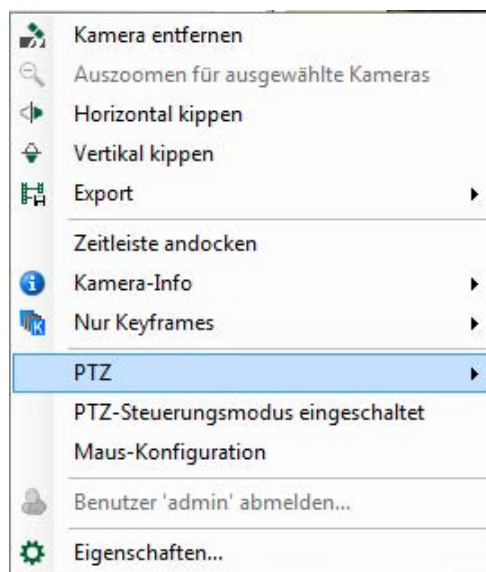 Kamera entfernen
Auszoomen für ausgewählte Kameras
Horizontal kippen
Vertikal kippen
Export
Zeitleiste andocken
Kamera-Info
Nur Keyframes
PTZ
PTZ-Steuerungsmodus eingeschaltet
Maus-Konfiguration
Benutzer 'admin' abmelden...
Eigenschaften...